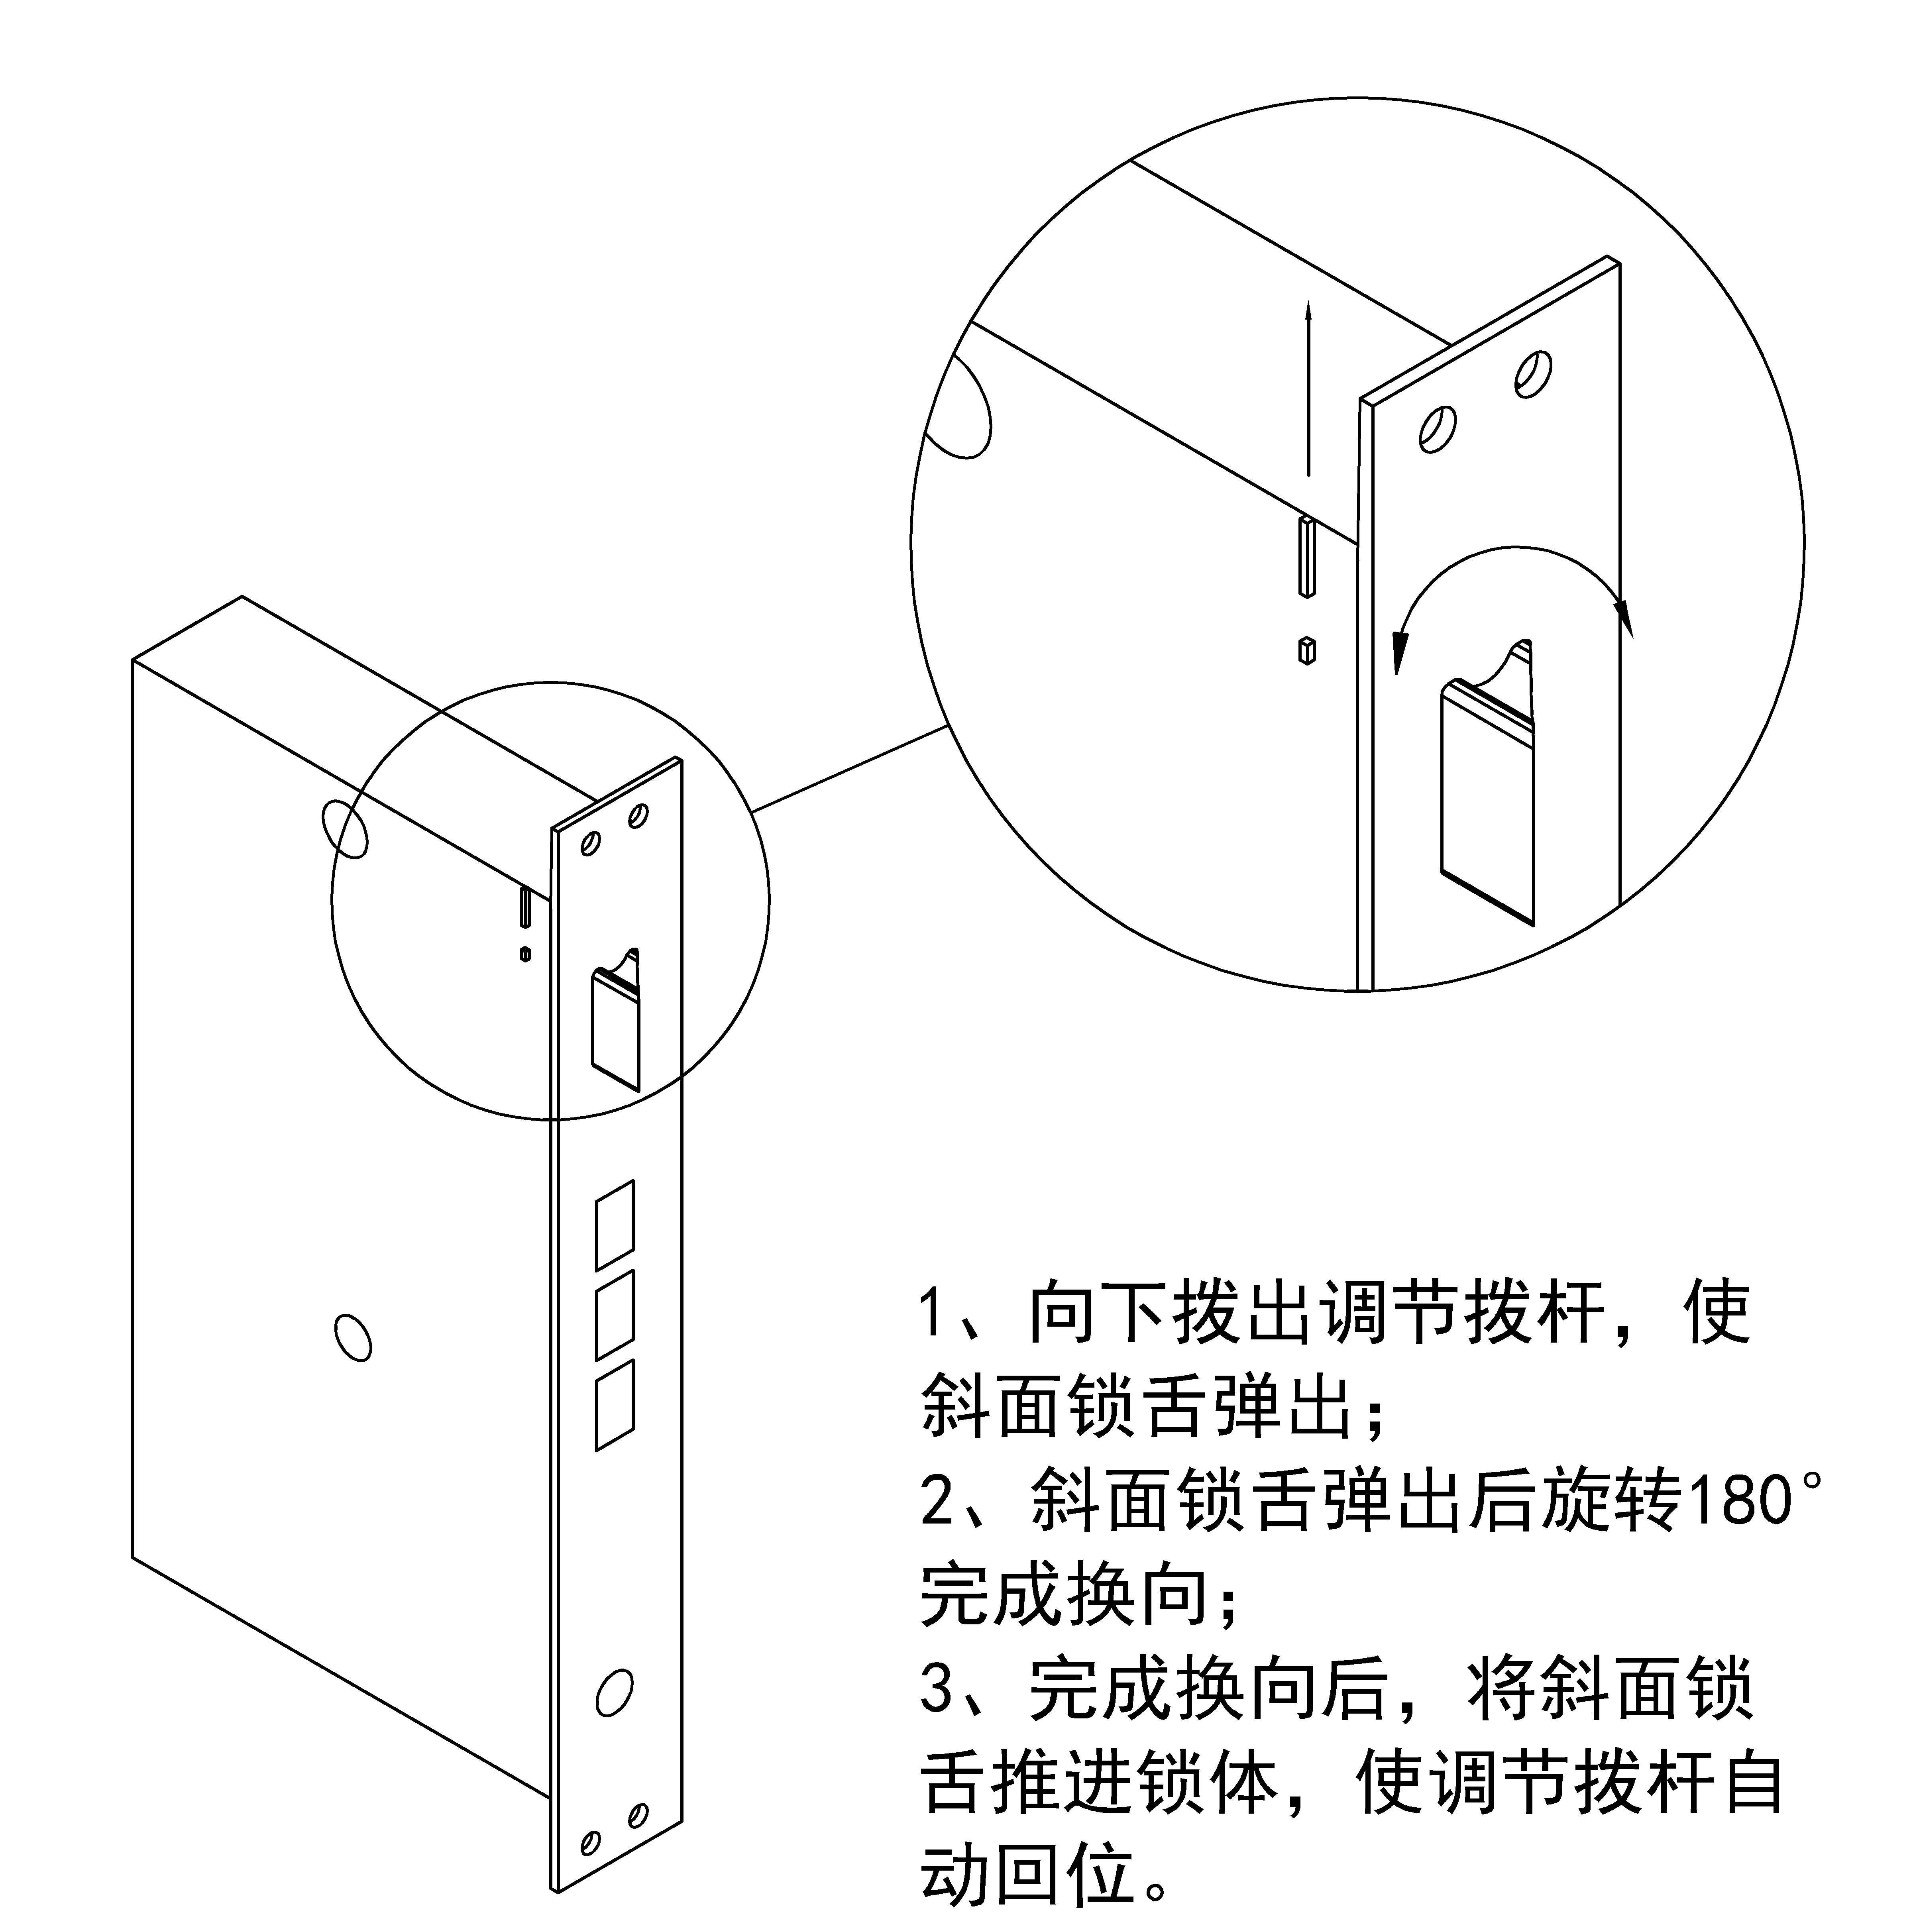 1、向下拨出调节拨杆，使
斜面锁舌弹出；
2、斜面锁舌弹出后旋转180°
完成换向；
3、完成换向后，将斜面锁
舌推进锁体，使调节拨杆自
动回位。